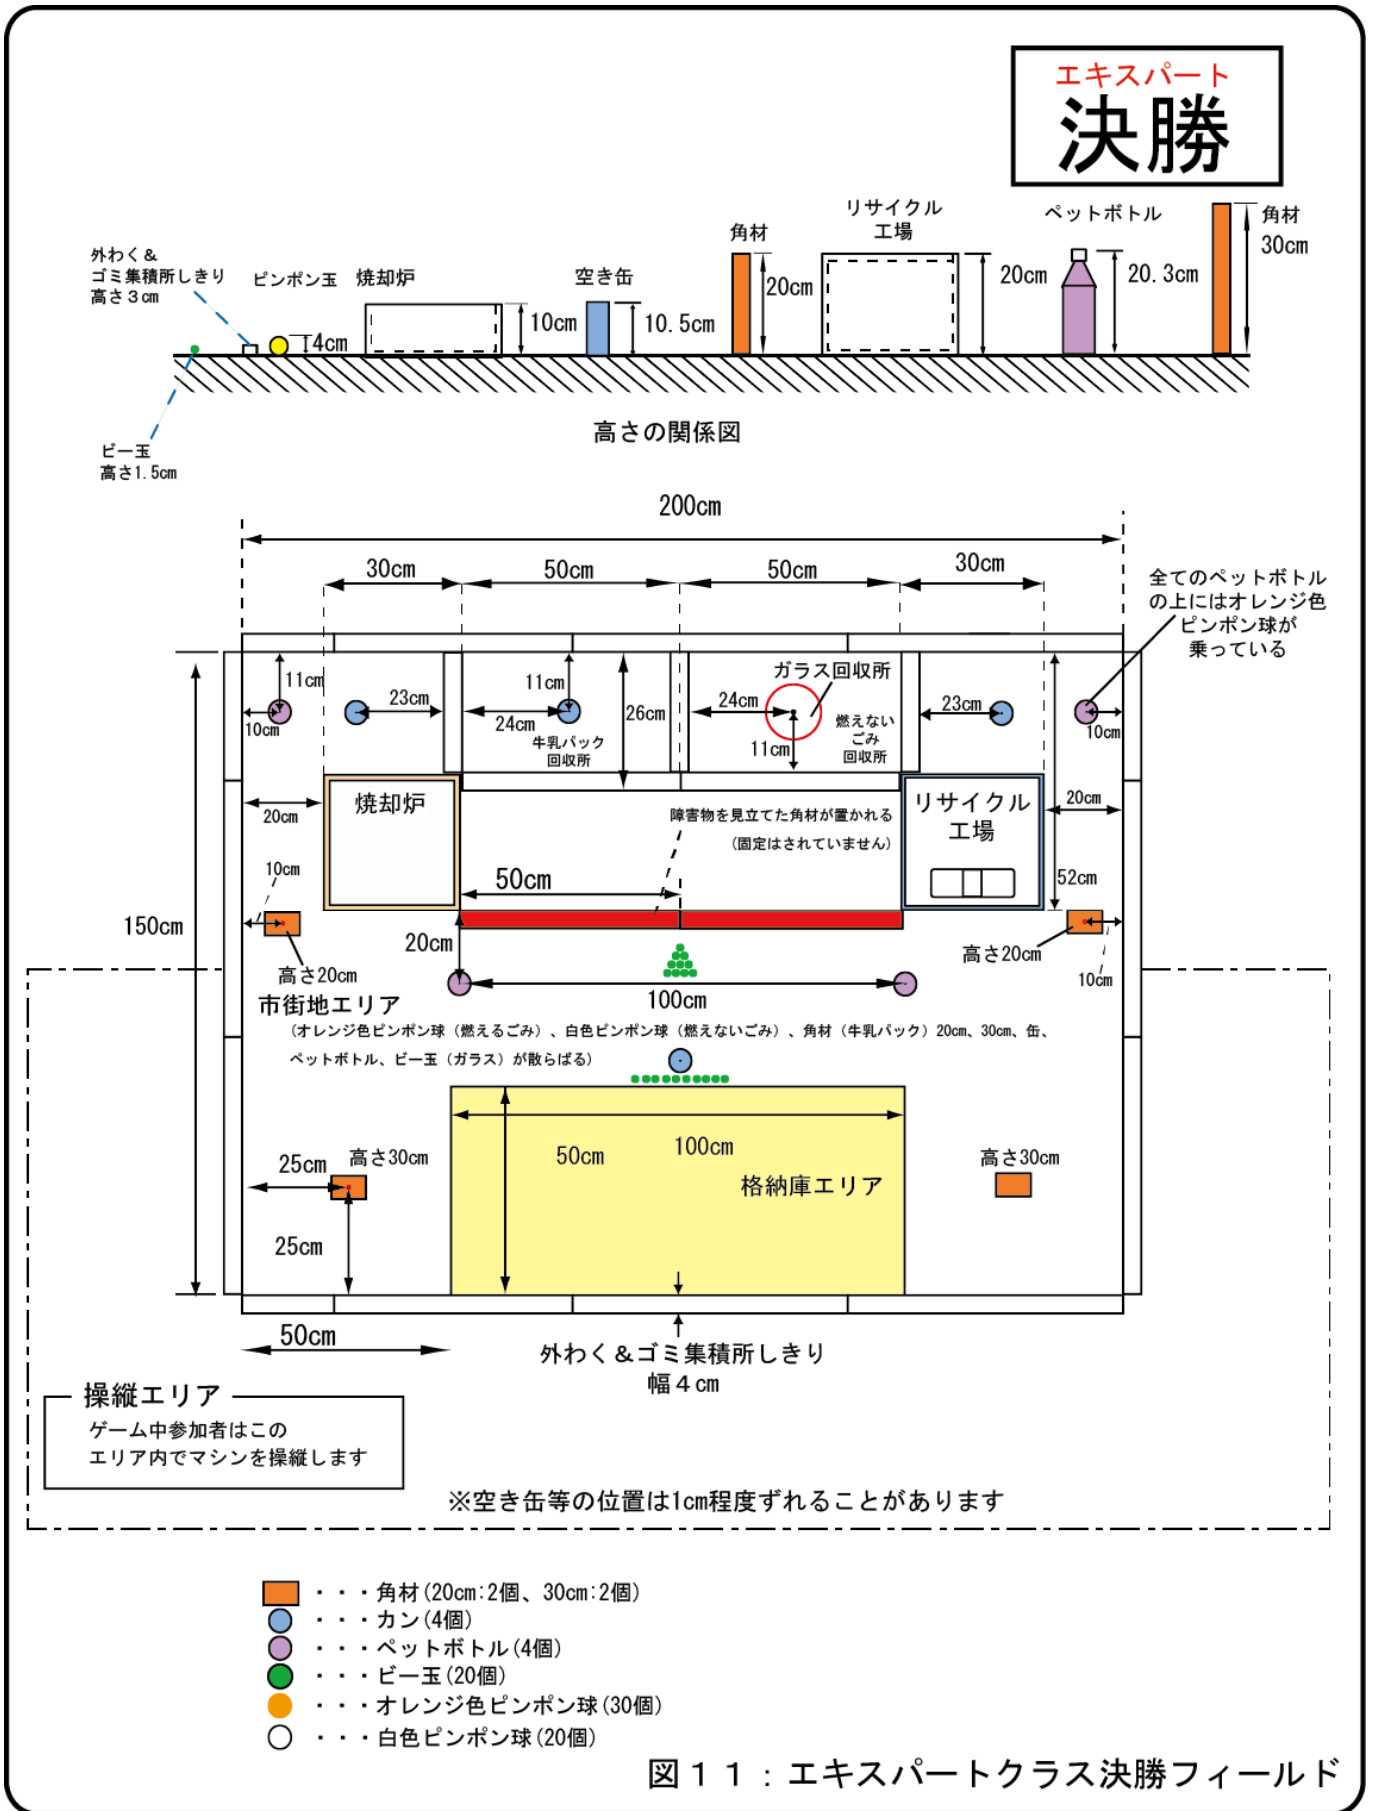 エキスパート
決勝
外わく＆
ゴミ集積所しきり
高さ３cm
ピンポン玉
焼却炉
空き缶
角材
リサイクル
工場
ペットボトル
角材
30cm
4cm
10cm
10.5cm
20cm
20cm
20.3cm
ビー玉
高さ1.5cm
高さの関係図
200cm
30cm
50cm
50cm
30cm
全てのペットボトル
の上にはオレンジ色
ピンポン球が
乗っている
11cm
10cm
23cm
11cm
24cm
牛乳パック
回収所
26cm
24cm
ガラス回収所
11cm
燃えない
ごみ
回収所
23cm
10cm
焼却炉
20cm
障害物を見立てた角材が置かれる
（固定はされていません）
リサイクル
工場
20cm
52cm
10cm
50cm
150cm
20cm
高さ20cm
高さ20cm
10cm
100cm
市街地エリア
（オレンジ色ピンポン球（燃えるごみ）、白色ピンポン球（燃えないごみ）、角材（牛乳パック）20cm、30cm、缶、
ペットボトル、ビー玉（ガラス）が散らばる）
50cm
100cm
格納庫エリア
25cm
高さ30cm
25cm
高さ30cm
50cm
外わく＆ゴミ集積所しきり
幅４cm
操縦エリア
ゲーム中参加者はこの
エリア内でマシンを操縦します
※空き缶等の位置は1cm程度ずれることがあります
・・・角材(20cm:2個、30cm:2個)
・・・カン(4個)
・・・ペットボトル(4個)
・・・ビー玉(20個)
・・・オレンジ色ピンポン球(30個)
・・・白色ピンポン球(20個)
図１１：エキスパートクラス決勝フィールド